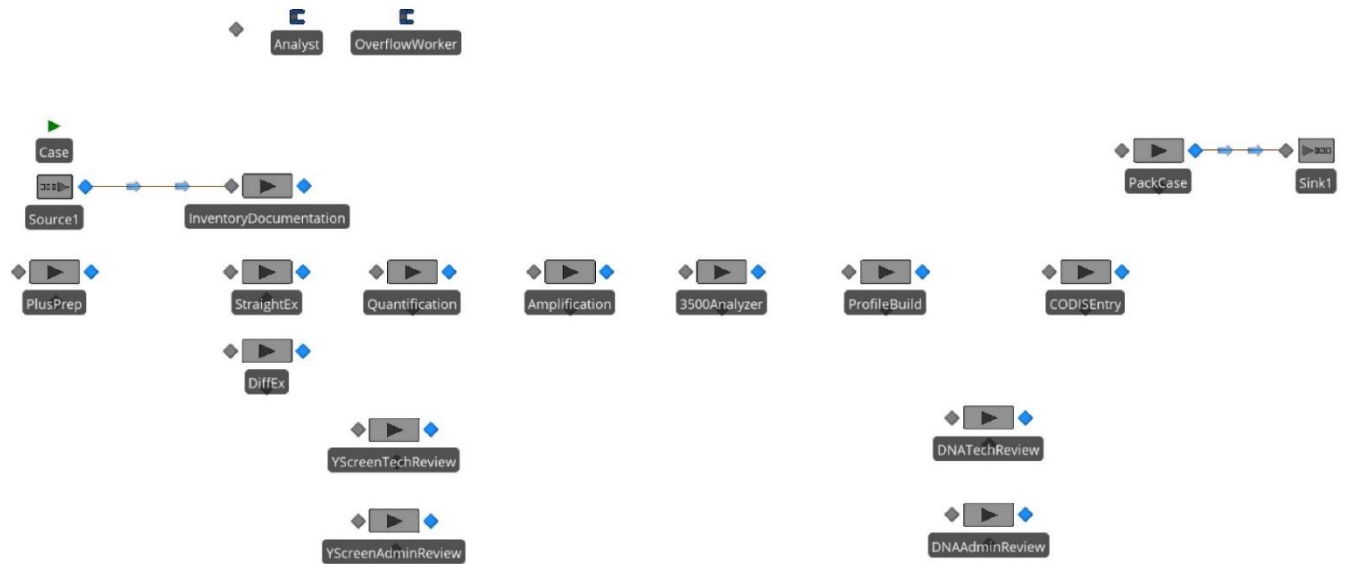 Analyst
OverflowWorker
Case
PackCase
Sink1
Source1
InventoryDocumentation
PlusPrep
StraightEx
Quantification
Amplification
3500Analyzer
ProfileBuild
CODISEntry
DiffEx
YScreenTechReview
DNATechReview
YScreenAdminReview
DNAAdminReview